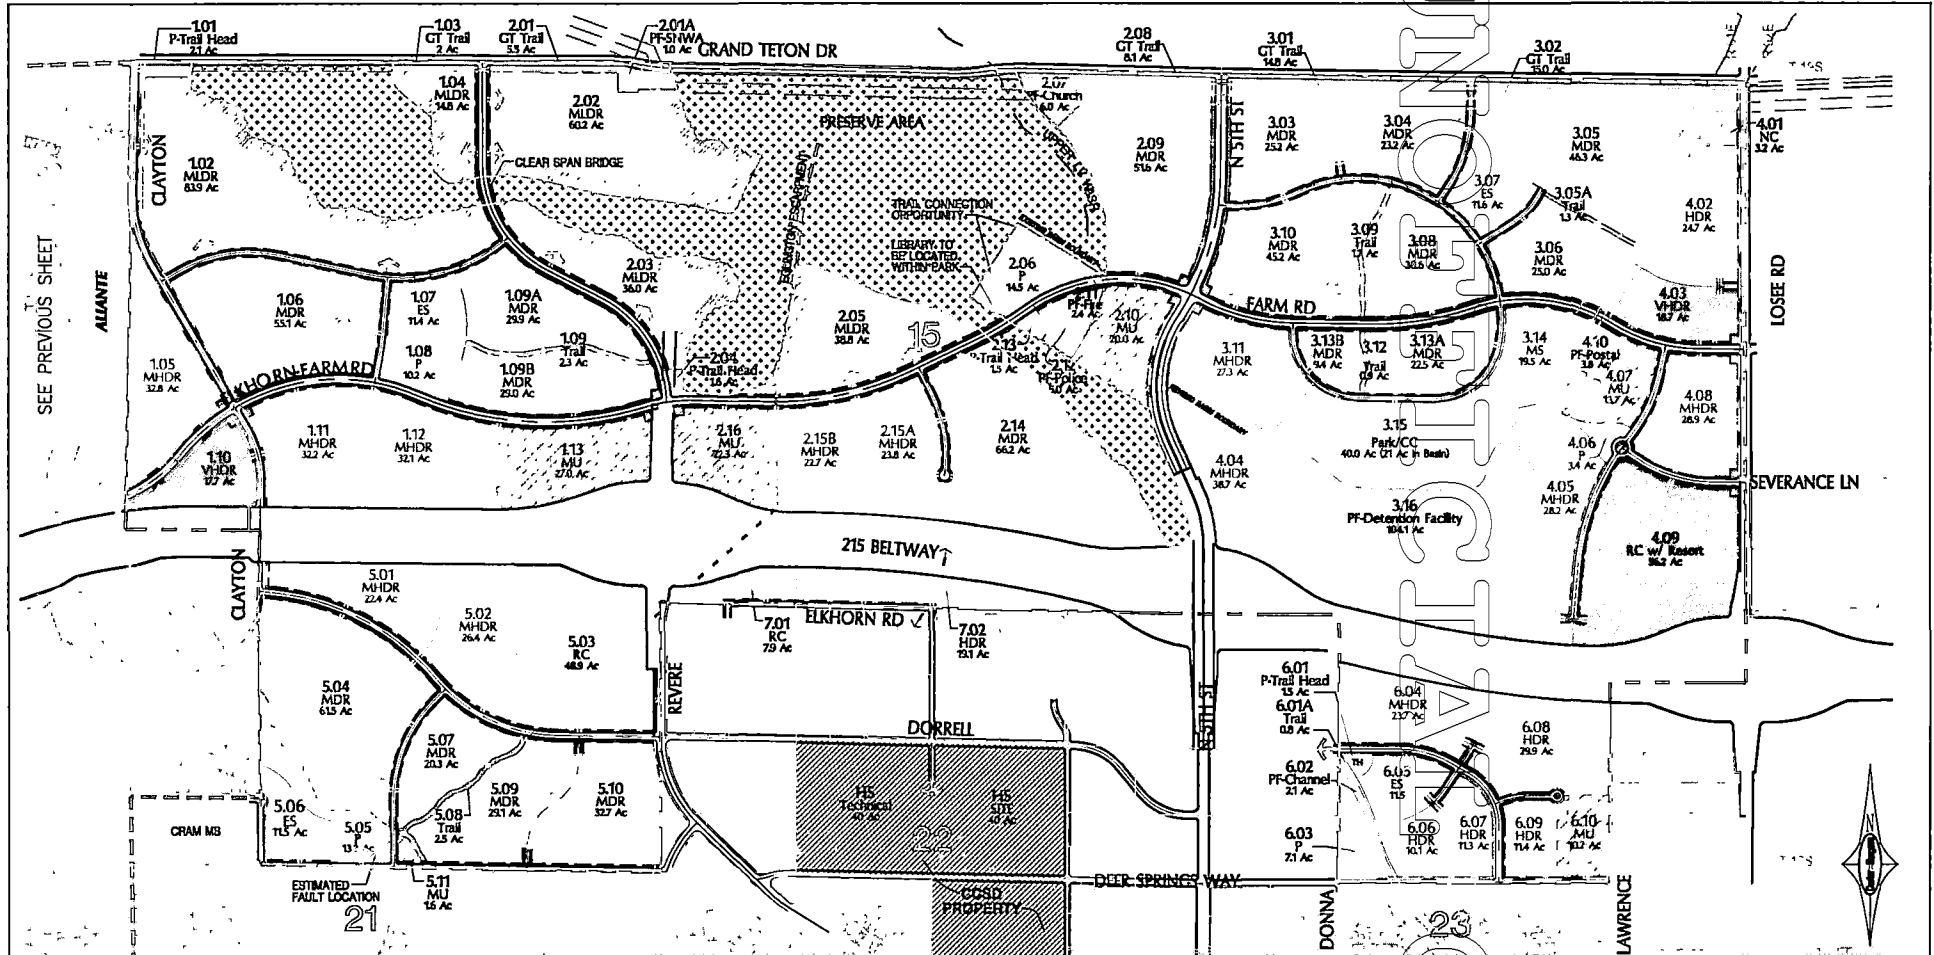 1.01
P-Trail Head
2.1 Ac
1.03
GT Trail
2 Ac
2.01
GT Trail
5.3 Ac
2.01A
PF-SNWA
1.0 Ac
GRAND TETON DR
2.08
GT Trail
8.1 Ac
3.01
GT Trail
14.8 Ac
3.02
GT Trail
15.0 Ac
1.04
MLDR
14.8 Ac
2.02
MLDR
60.2 Ac
2.07
PF-Church
6.0 Ac
PRESERVE AREA
CLAYTON
1.02
MLDR
83.9 Ac
CLEAR SPAN BRIDGE
2.09
MDR
51.6 Ac
N 5TH ST
3.03
MDR
25.2 Ac
3.04
MDR
23.2 Ac
3.05
MDR
46.3 Ac
4.01
NC
3.2 Ac
TRAIL CONNECTION
OPPORTUNITY
LIBRARY TO
BE LOCATED
WITHIN PARK
3.07
ES
11.6 Ac
3.05A
Trail
1.3 Ac
4.02
HDR
24.7 Ac
SEE PREVIOUS SHEET
ALIANTE
2.03
MLDR
36.0 Ac
2.06
P
14.5 Ac
3.10
MDR
45.2 Ac
3.09
Trail
3.08
MDR
30.6 Ac
3.06
MDR
25.0 Ac
LOSEE RD
1.06
MDR
55.1 Ac
1.07
ES
11.4 Ac
1.09A
MDR
29.9 Ac
2.05
MLDR
38.8 Ac
15
2.10
MU
20.0 Ac
FARM RD
4.03
VHDR
18.7 Ac
1.05
MHDR
32.8 Ac
1.08
P
10.2 Ac
1.09
Trail
2.3 Ac
1.09B
MDR
25.0 Ac
2.04
P-Trail Head
1.6 Ac
2.13
P-Trail Head
1.5 Ac
PF-Police
5.0 Ac
3.11
MHDR
27.3 Ac
3.13B
MDR
9.4 Ac
3.12
Trail
0.9 Ac
3.13A
MDR
22.5 Ac
3.14
MS
19.5 Ac
4.10
PF-Postal
3.8 Ac
4.07
MU
13.7 Ac
4.08
MHDR
28.9 Ac
KHORN-FARM RD
1.10
VHDR
17.7 Ac
1.11
MHDR
32.2 Ac
1.12
MHDR
32.1 Ac
1.13
MU
27.0 Ac
2.16
MU
2.15B
MHDR
22.7 Ac
2.15A
MHDR
23.8 Ac
2.14
MDR
66.2 Ac
4.04
MHDR
38.7 Ac
3.15
Park/CC
40.0 Ac (21 Ac in Basin)
4.06
P
3.4 Ac
4.05
MHDR
28.2 Ac
SEVERANCE LN
3.16
PF-Detention Facility
104.1 Ac
4.09
RC w/ Resort
215 BELTWAY
CLAYTON
5.01
MHDR
22.4 Ac
5.02
MHDR
26.4 Ac
5.03
RC
48.9 Ac
REVERE
7.01
RC
7.9 Ac
ELKHORN RD
7.02
HDR
19.1 Ac
5.04
MDR
61.5 Ac
DORRELL
5TH ST
6.01
P-Trail Head
1.5 Ac
6.01A
Trail
0.8 Ac
6.04
MHDR
6.08
HDR
29.9 Ac
5.07
MDR
20.3 Ac
6.02
PF-Channel
2.1 Ac
TH
6.05
ES
11.5
5.06
ES
11.5 Ac
5.05
P
5.08
Trail
2.5 Ac
5.09
MDR
29.1 Ac
5.10
MDR
32.7 Ac
Technical
22
CRAM MS
6.03
P
7.1 Ac
6.06
HDR
10.1 Ac
6.07
HDR
11.3 Ac
6.09
HDR
11.4 Ac
6.10
MU
10.2 Ac
ESTIMATED
FAULT LOCATION
5.11
MU
1.6 Ac
DEER SPRINGS WAY
CCSD
PROPERTY
21
DONNA
23
LAWRENCE
N